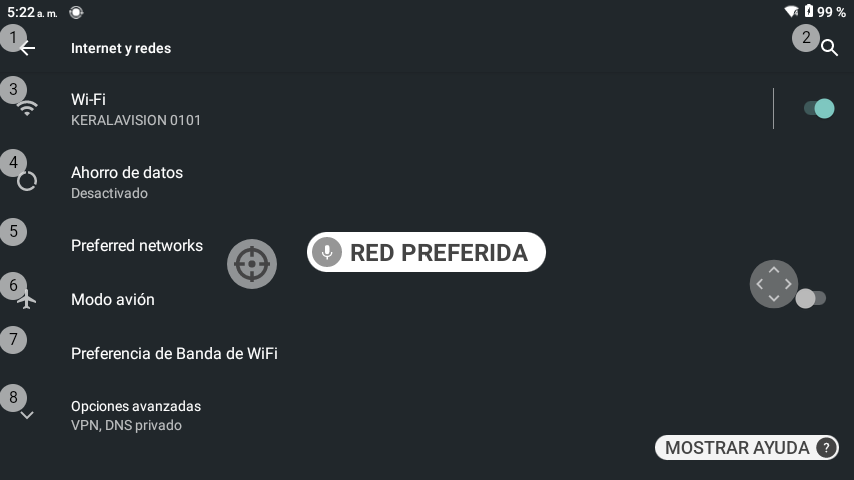 5:22 a. m.
99 %
1
Internet y redes
2
3
Wi-Fi
KERALAVISION 0101
4
Ahorro de datos
Desactivado
5
Preferred networks
RED PREFERIDA
6
Modo avión
7
Preferencia de Banda de WiFi
8
Opciones avanzadas
VPN, DNS privado
MOSTRAR AYUDA ?